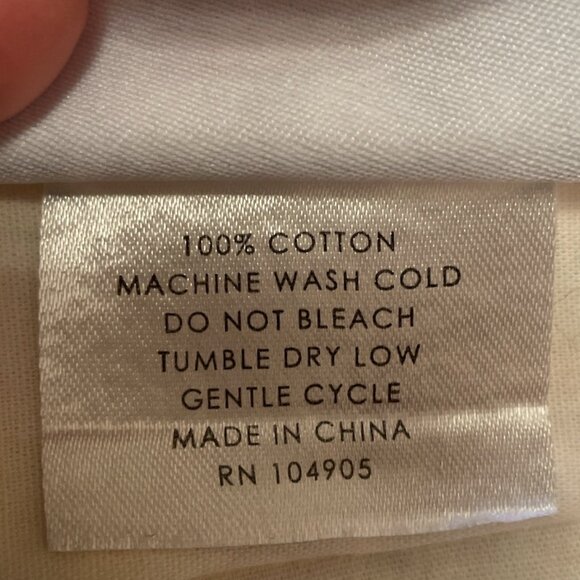 100% COTTON
MACHINE WASH COLD
DO NOT BLEACH
TUMBLE DRY LOW
GENTLE CYCLE
MADE IN CHINA
RN 104905